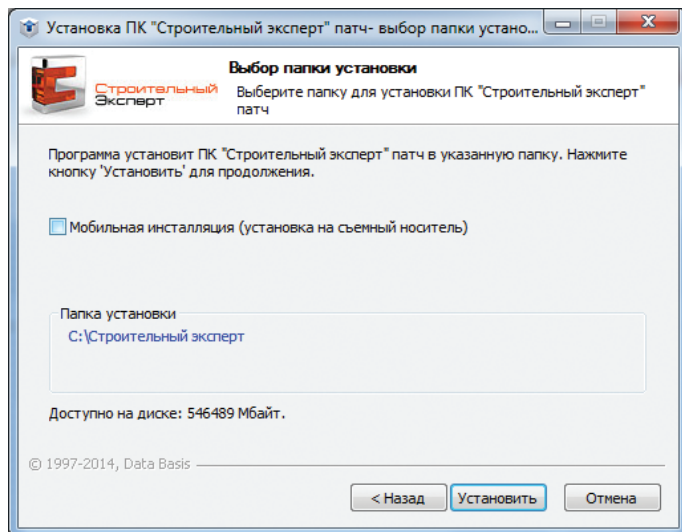 Установка ПК "Строительный эксперт" патч- выбор папки устано...
Строительный
Эксперт
Выбор папки установки
Выберите папку для установки ПК "Строительный эксперт"
патч
Программа установит ПК "Строительный эксперт" патч в указанную папку. Нажмите
кнопку 'Установить' для продолжения.
Мобильная инсталляция (установка на съемный носитель)
Папка установки
C:\Строительный эксперт
Доступно на диске: 546489 Мбайт.
© 1997-2014, Data Basis
< Назад
Установить
Отмена